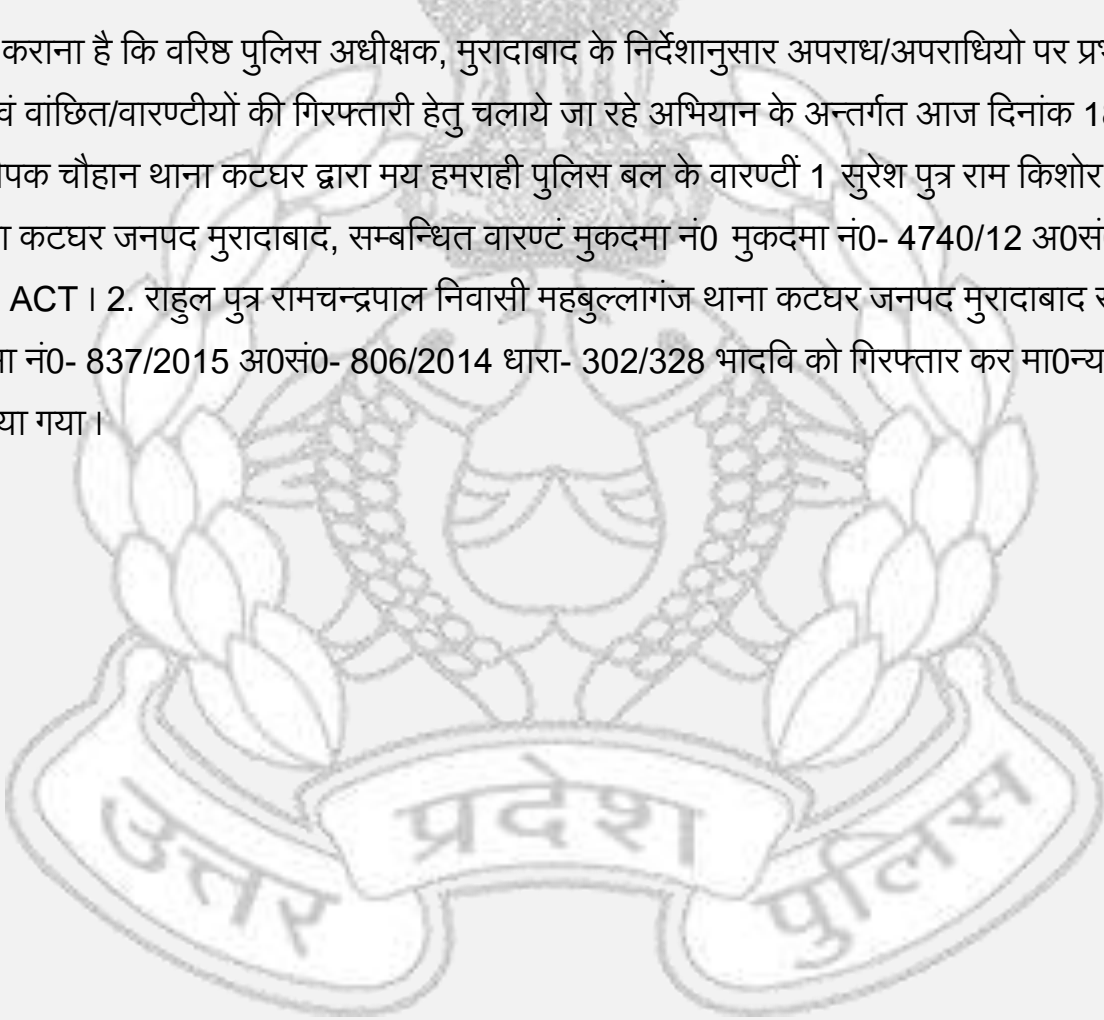 कराना है कि वरिष्ठ पुलिस अधीक्षक, मुरादाबाद के निर्देशानुसार अपराध/अपराधियो पर
वं वांछित/वारण्टीयों की गिरफ्तारी हेतु चलाये जा रहे अभियान के अन्तर्गत आज दिनांक
पक चौहान थाना कटघर द्वारा मय हमराही पुलिस बल के वारण्टीं 1 सुरेश पुत्र राम किशोर
कटघर जनपद मुरादाबाद, सम्बन्धित वारण्टं मुकदमा नं0 मुकदमा नं0- 4740/12 अ0सं
ACT । 2. राहुल पुत्र रामचन्द्रपाल निवासी महबुल्लागंज थाना कटघर जनपद मुरादाबाद
नं0- 837/2015 अ0सं0- 806/2014 धारा- 302/328 भादवि को गिरफ्तार कर मा0न्य
या गया ।
उत्तर प्रदेश पुलिस